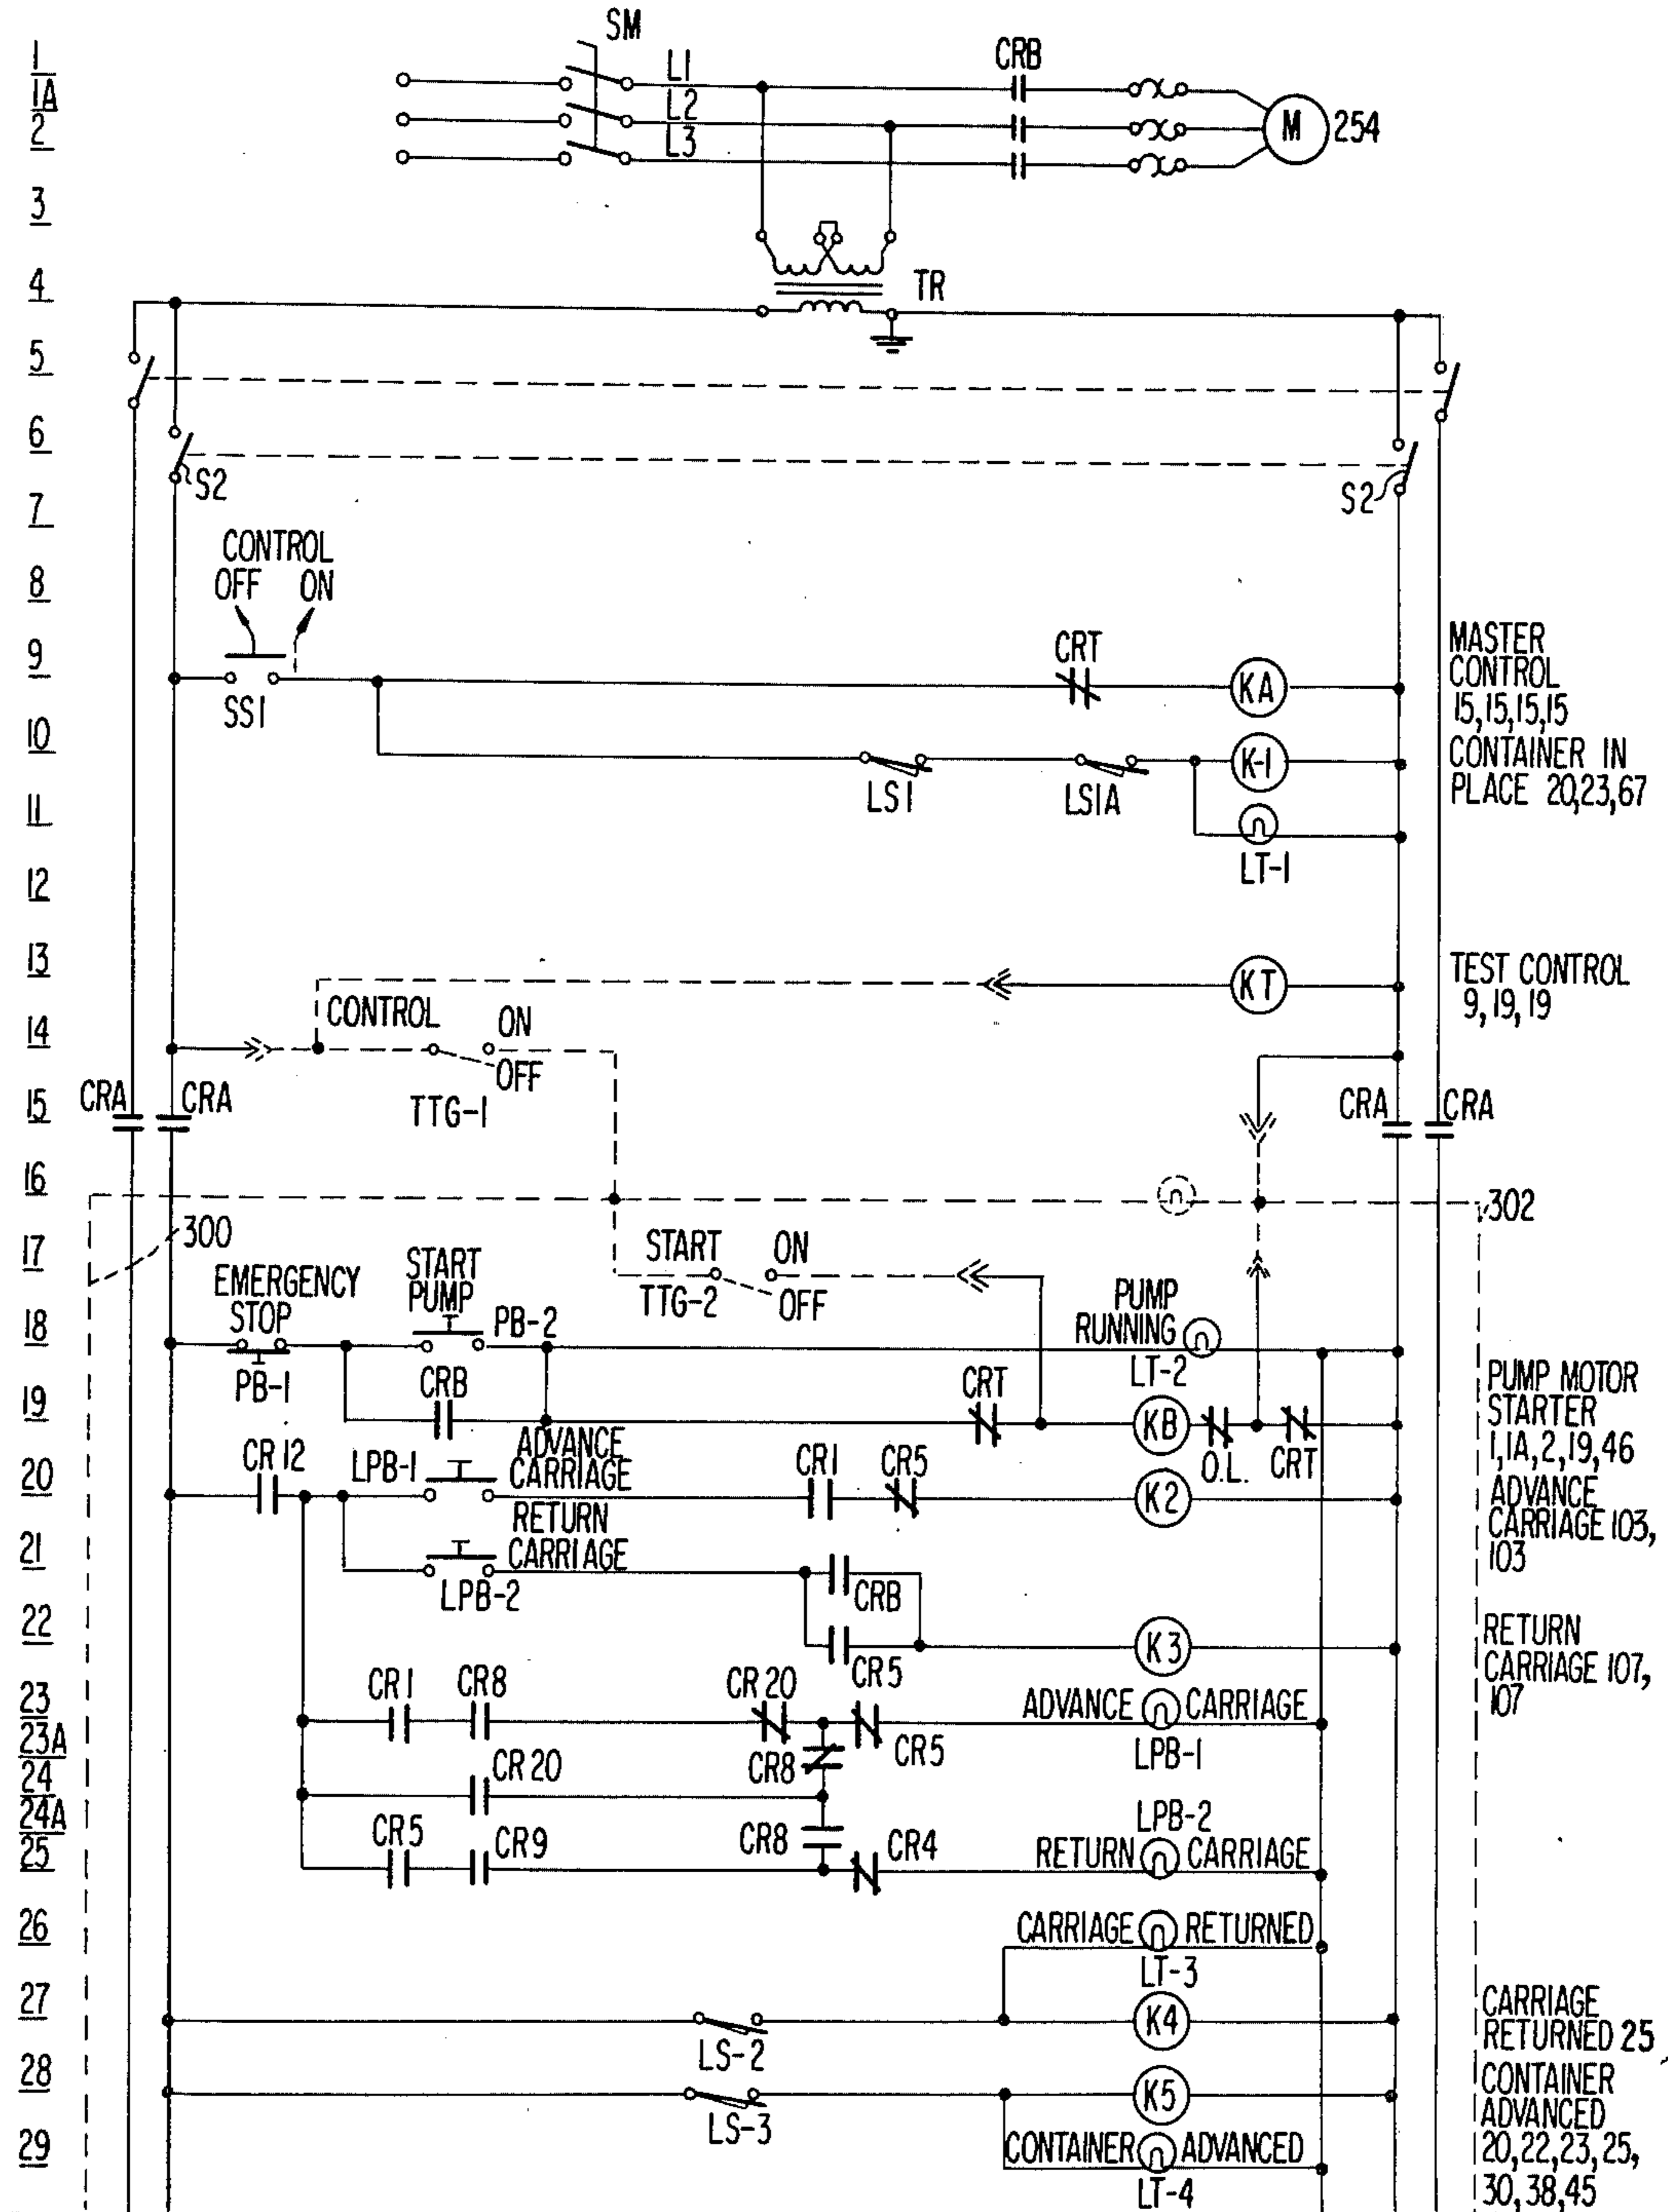 SM
1
1A
2
L1
L2
L3
CRB
M
254
3
4
TR
5
6
S2
S2
7
CONTROL
OFF ON
8
9
SS1
CRT
KA
MASTER
CONTROL
15,15,15,15
10
LS1
LS1A
K-1
CONTAINER IN
PLACE 20,23,67
11
LT-1
12
13
KT
TEST CONTROL
9,19,19
14
CONTROL
ON
OFF
TTG-1
15
CRA
CRA
CRA
CRA
16
300
302
17
START
TTG-2
ON
OFF
EMERGENCY
STOP
PB-1
START
PUMP
PB-2
18
PUMP
RUNNING
LT-2
19
CRB
CRT
KB
O.L.
CRT
PUMP MOTOR
STARTER
1,1A,2,19,46
20
CR12
LPB-1
ADVANCE
CARRIAGE
CR1
CR5
K2
ADVANCE
CARRIAGE 103,
103
21
RETURN
CARRIAGE
LPB-2
CRB
22
CR5
K3
RETURN
CARRIAGE 107,
107
23
CR1
CR8
CR20
CR5
ADVANCE CARRIAGE
LPB-1
23A
CR8
24
CR20
24A
CR8
25
CR5
CR9
CR4
LPB-2
RETURN CARRIAGE
26
CARRIAGE RETURNED
LT-3
27
LS-2
K4
CARRIAGE
RETURNED 25
28
LS-3
K5
CONTAINER
ADVANCED
20,22,23,25,
30,38,45
29
CONTAINER ADVANCED
LT-4